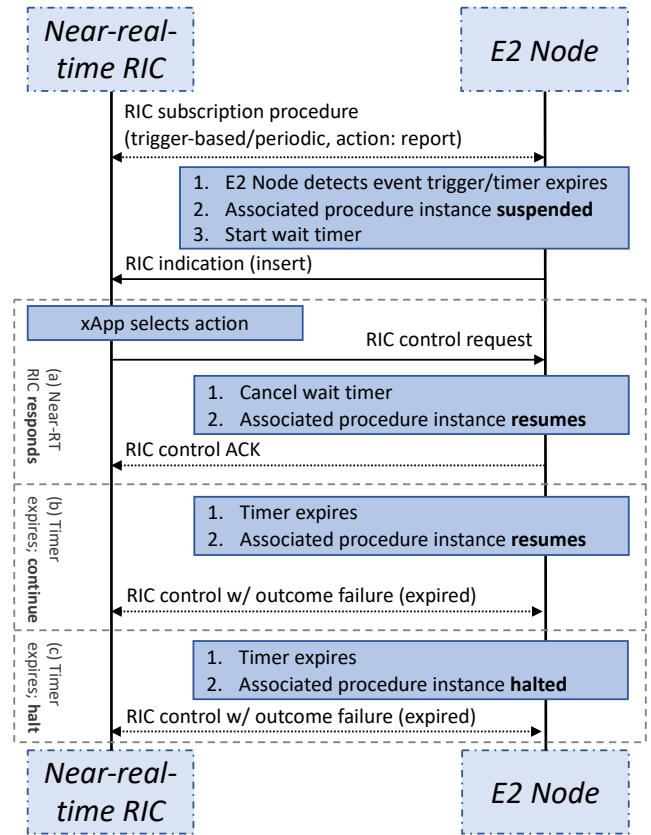 Near-real-
time RIC
E2 Node
RIC subscription procedure
(trigger-based/periodic, action: report)
1. E2 Node detects event trigger/timer expires
2. Associated procedure instance suspended
3. Start wait timer
RIC indication (insert)
(a) Near-RT
RIC responds
xApp selects action
RIC control request
1. Cancel wait timer
2. Associated procedure instance resumes
RIC control ACK
(b) Timer
expires; continue
1. Timer expires
2. Associated procedure instance resumes
RIC control w/ outcome failure (expired)
(c) Timer
expires; halt
1. Timer expires
2. Associated procedure instance halted
RIC control w/ outcome failure (expired)
Near-real-
time RIC
E2 Node